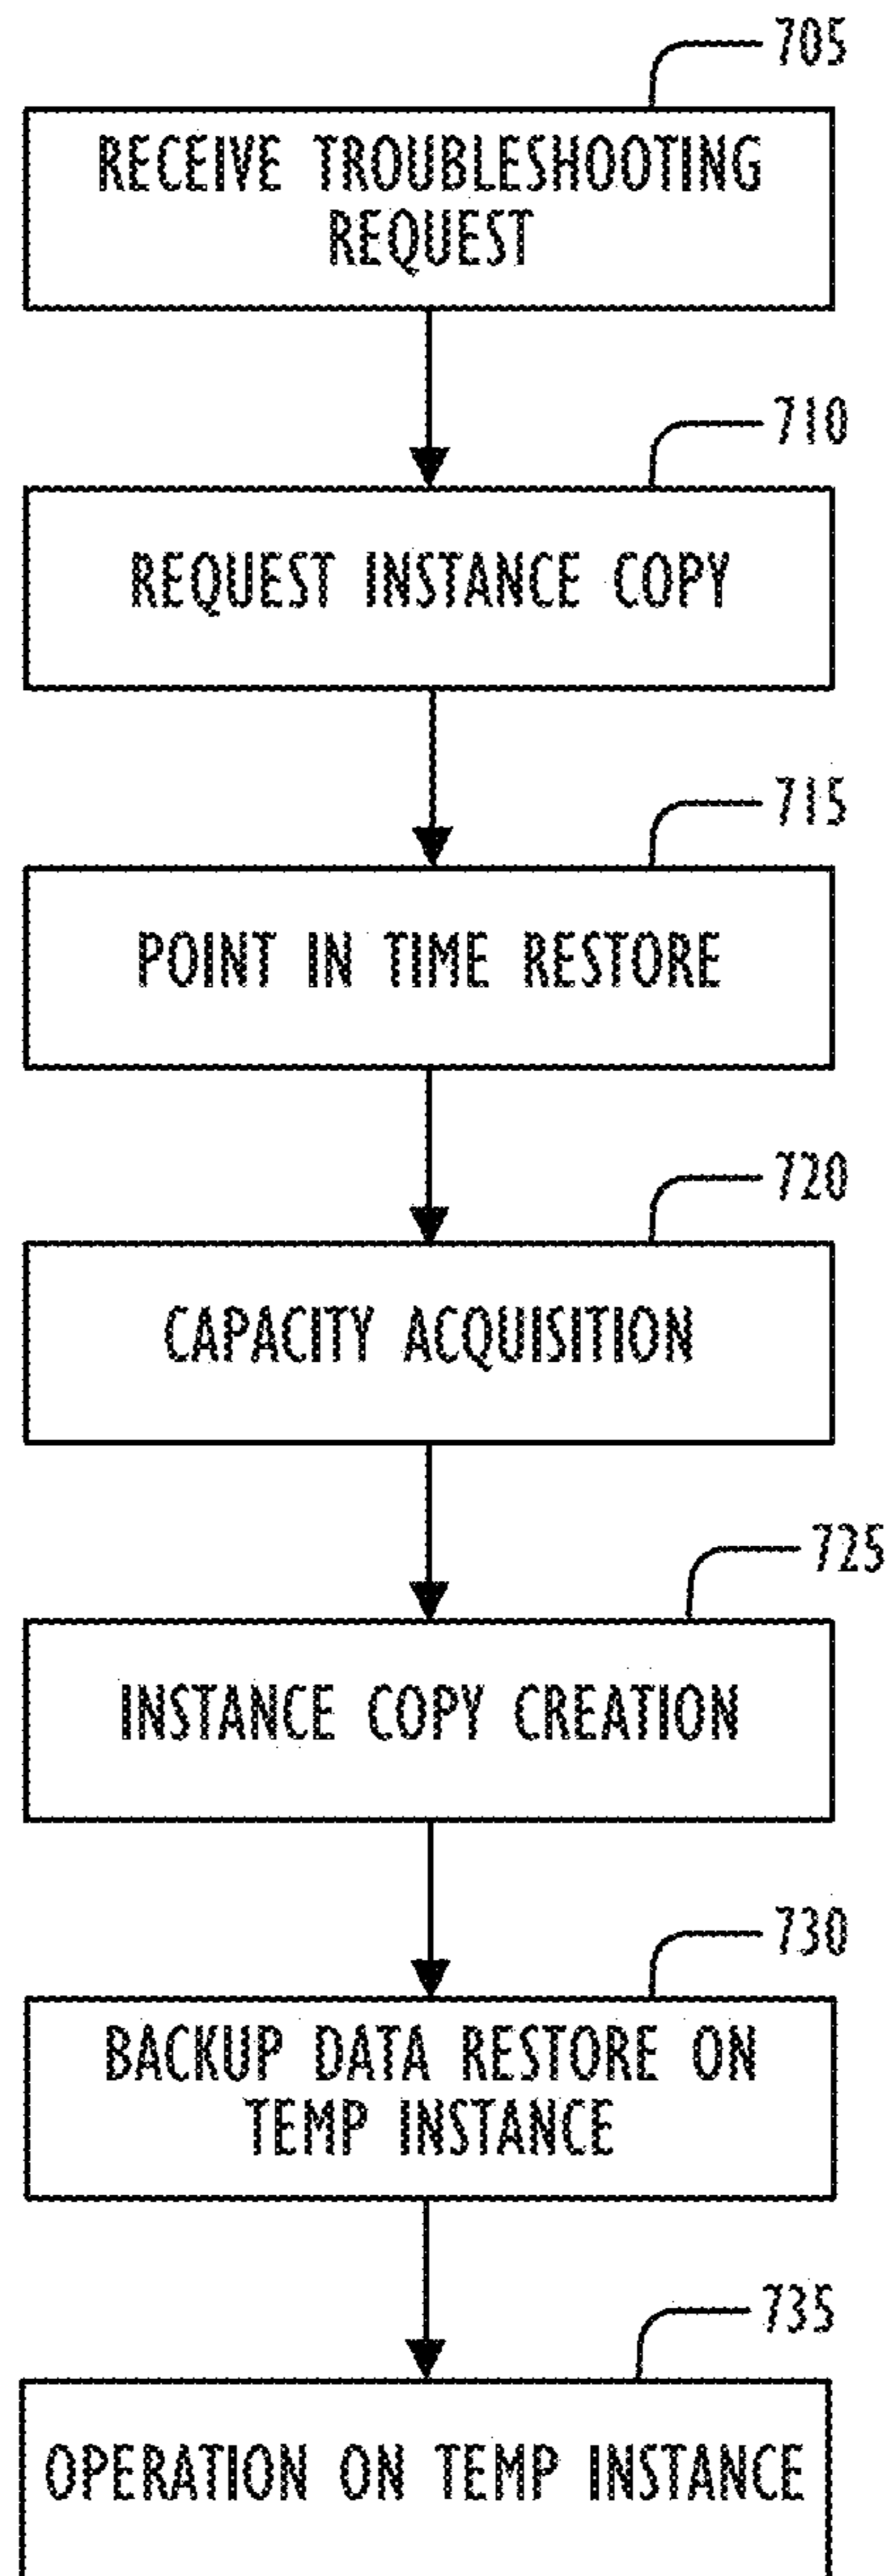 705
RECEIVE TROUBLESHOOTING
REQUEST
710
REQUEST INSTANCE COPY
715
POINT IN TIME RESTORE
720
CAPACITY ACQUISITION
725
INSTANCE COPY CREATION
730
BACKUP DATA RESTORE ON
TEMP INSTANCE
735
OPERATION ON TEMP INSTANCE